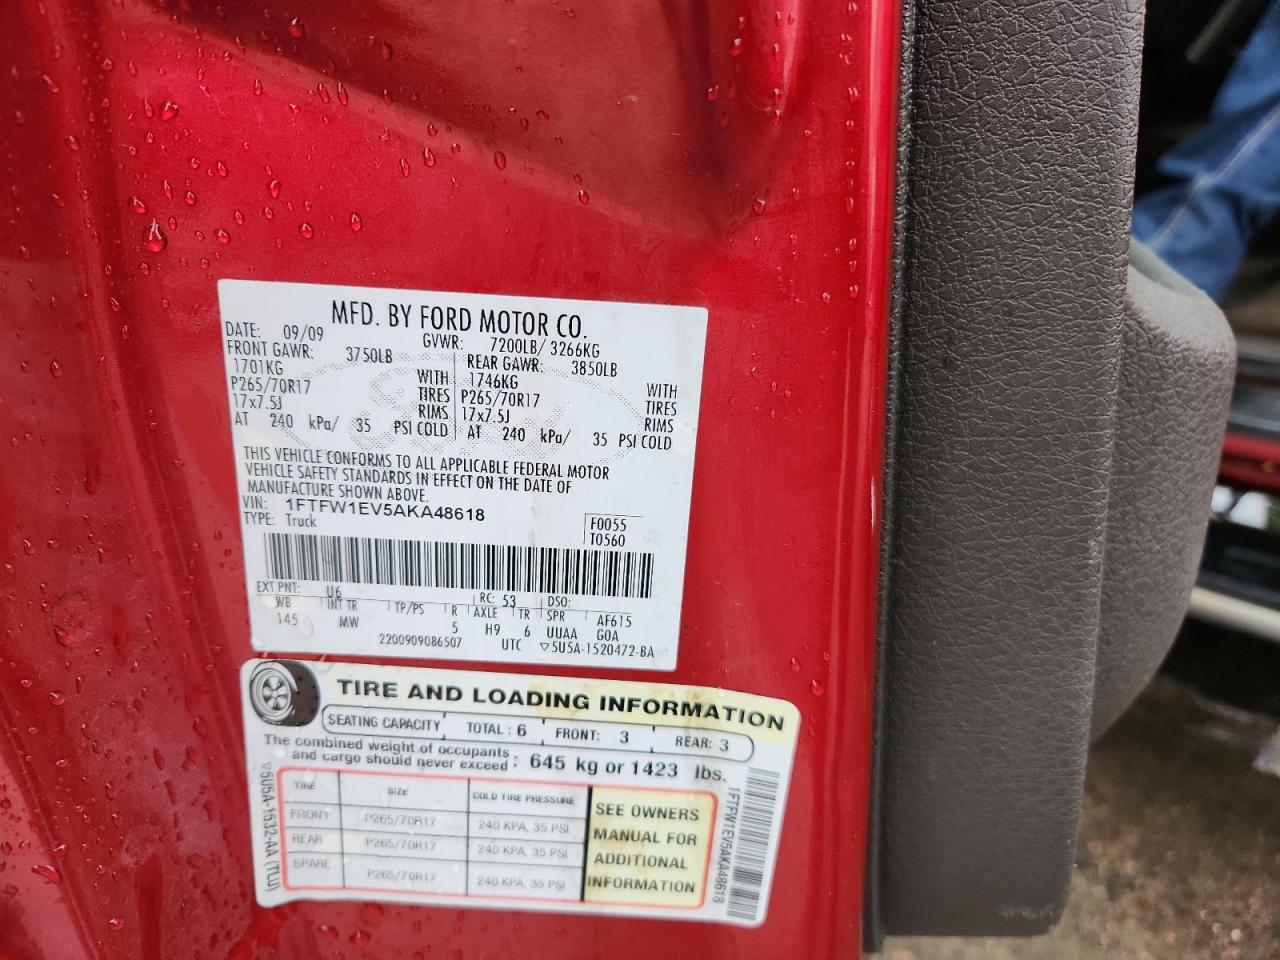 MFD. BY FORD MOTOR CO.
DATE: 09/09 GVWR: 7200LB/ 3266KG
FRONT GAWR: 3750LB REAR GAWR: 3850LB
1701KG WITH 1746KG WITH
P265/70R17 TIRES P265/70R17 TIRES
17x7.5J RIMS 17x7.5J RIMS
AT 240 kPa/ 35 PSI COLD AT 240 kPa/ 35 PSI COLD
THIS VEHICLE CONFORMS TO ALL APPLICABLE FEDERAL MOTOR
VEHICLE SAFETY STANDARDS IN EFFECT ON THE DATE OF
MANUFACTURE SHOWN ABOVE.
VIN: 1FTFW1EV5AKA48618
TYPE: Truck F0055
T0560
EXT PNT: U6 RC: 53 DSO:
WB INT TR TP/PS R AXLE TR SPR AF615
145 MW 5 H9 6 UUAA GOA
2200909086507 UTC ▽5U5A-1520472-BA
TIRE AND LOADING INFORMATION
SEATING CAPACITY TOTAL : 6 FRONT: 3 REAR: 3
The combined weight of occupants
and cargo should never exceed : 645 kg or 1423 lbs.
TIRE SIZE COLD TIRE PRESSURE
FRONT P265/70R17 240 KPA, 35 PSI
REAR P265/70R17 240 KPA, 35 PSI
SPARE P265/70R17 240 KPA, 35 PSI
SEE OWNERS
MANUAL FOR
ADDITIONAL
INFORMATION
▽5U5A-1532-AA (TLU)
1FTFW1EV5AKA48618